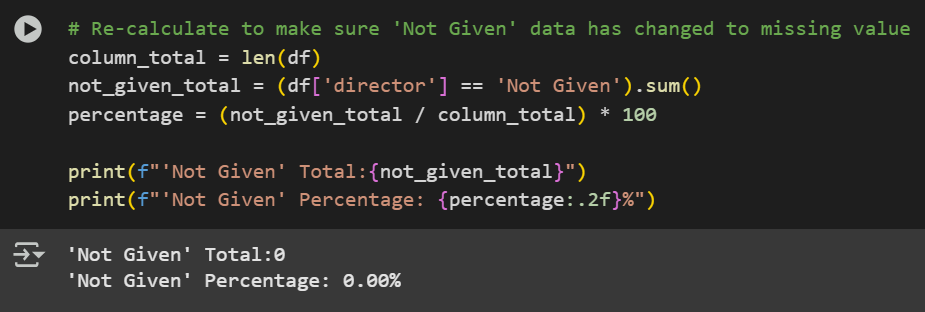 # Re-calculate to make sure 'Not Given' data has changed to missing value
column_total = len(df)
not_given_total = (df['director'] == 'Not Given').sum()
percentage = (not_given_total / column_total) * 100
print(f"'Not Given' Total:{not_given_total}")
print(f"'Not Given' Percentage: {percentage:.2f}%")
'Not Given' Total:0
'Not Given' Percentage: 0.00%